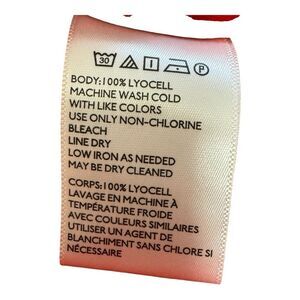 30 P
BODY:100% LYOCELL
MACHINE WASH COLD
WITH LIKE COLORS
USE ONLY NON-CHLORINE
BLEACH
LINE DRY
LOW IRON AS NEEDED
MAY BE DRY CLEANED
CORPS:100% LYOCELL
LAVAGE EN MACHINE À
TEMPÉRATURE FROIDE
AVEC COULEURS SIMILAIRES
UTILISER UN AGENT DE
BLANCHIMENT SANS CHLORE SI
NÉCESSAIRE